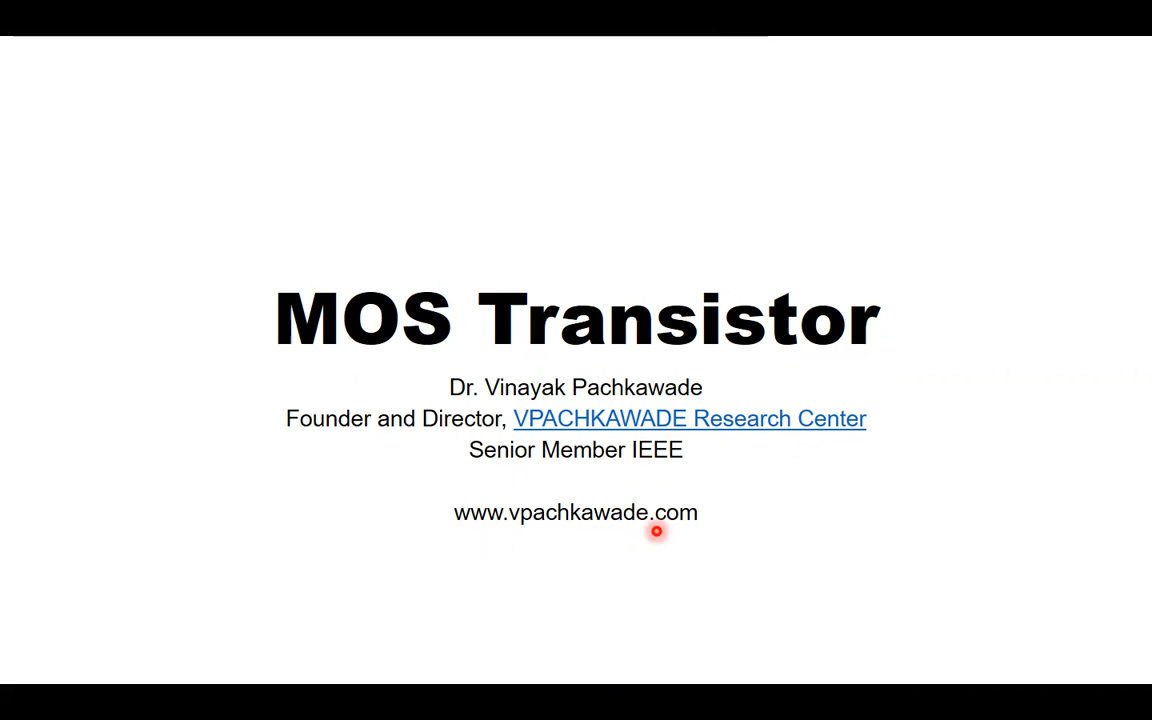 MOS Transistor
Dr. Vinayak Pachkawade
Founder and Director, VPACHKAWADE Research Center
Senior Member IEEE
www.vpachkawade.com